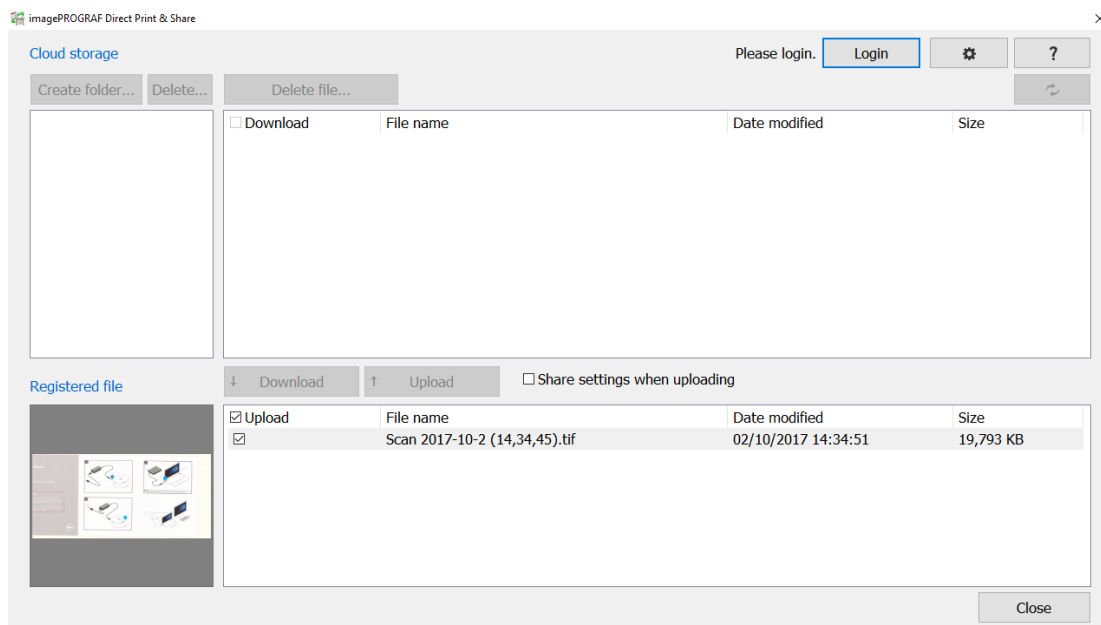 imagePROGRAF Direct Print & Share
Cloud storage
Please login. Login ?
Create folder... Delete... Delete file...
Download File name Date modified Size
Registered file
↓ Download ↑ Upload Share settings when uploading
Upload File name Date modified Size
Scan 2017-10-2 (14,34,45).tif 02/10/2017 14:34:51 19,793 KB
Close